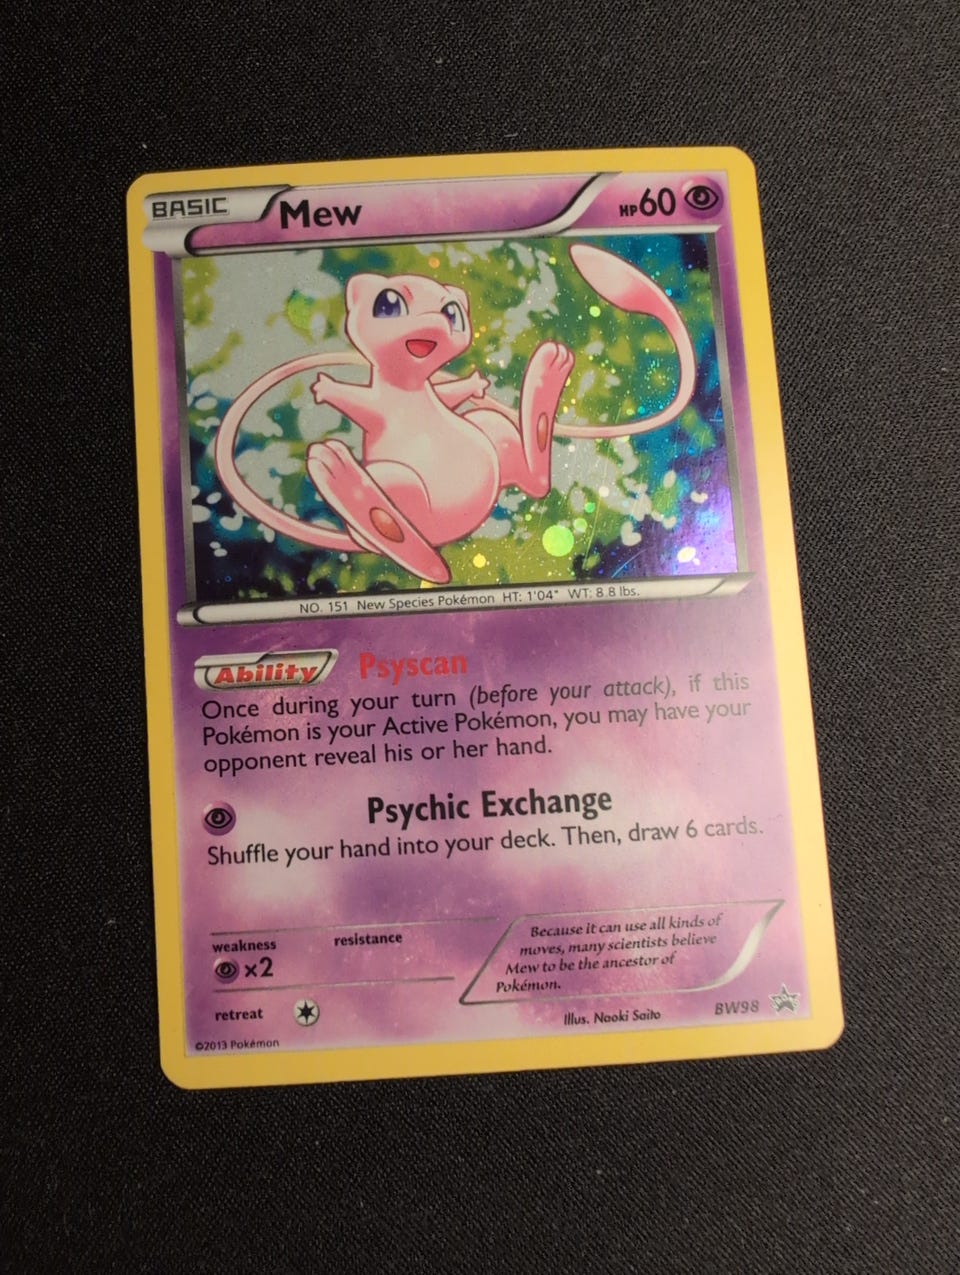 BASIC Mew HP60
NO. 151 New Species Pokémon HT: 1'04" WT: 8.8 lbs.
Ability Psyscan
Once during your turn (before your attack), if this
Pokémon is your Active Pokémon, you may have your
opponent reveal his or her hand.
Psychic Exchange
Shuffle your hand into your deck. Then, draw 6 cards.
weakness resistance
×2
retreat
Because it can use all kinds of
moves, many scientists believe
Mew to be the ancestor of
Pokémon.
Illus. Naoki Saito BW98
©2013 Pokémon